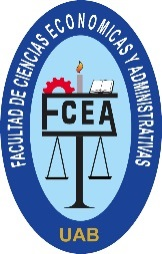 FACULTAD DE CIENCIAS ECONOMICAS Y ADMINISTRATIVAS
FCEA
UAB